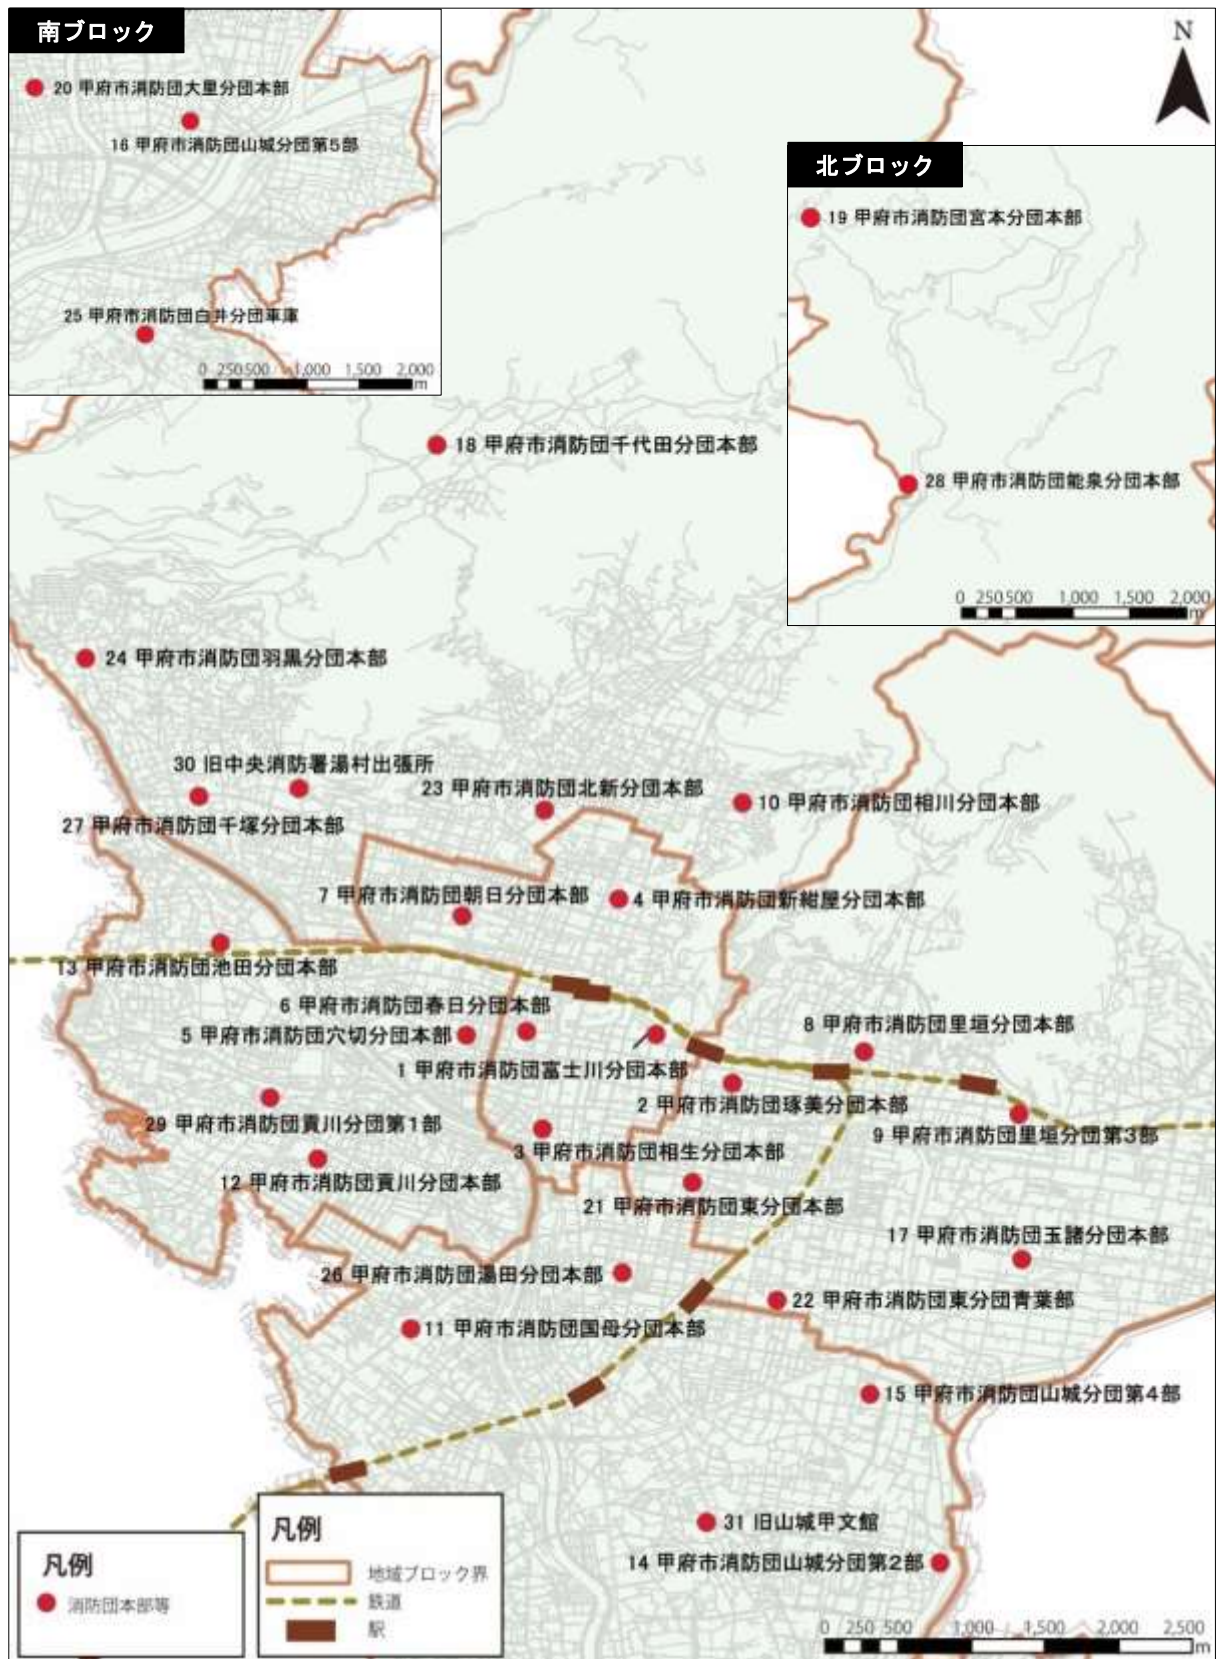 南ブロック
N
20 甲府市消防団大里分団本部
16 甲府市消防団山城分団第5部
北ブロック
19 甲府市消防団宮本分団本部
25 甲府市消防団白井分団車庫
0 250 500 1,000 1,500 2,000
m
18 甲府市消防団千代田分団本部
28 甲府市消防団能泉分団本部
0 250 500 1,000 1,500 2,000
m
24 甲府市消防団羽黒分団本部
30 旧中央消防署湯村出張所
23 甲府市消防団北新分団本部
10 甲府市消防団相川分団本部
27 甲府市消防団千塚分団本部
7 甲府市消防団朝日分団本部
4 甲府市消防団新紺屋分団本部
13 甲府市消防団池田分団本部
6 甲府市消防団春日分団本部
8 甲府市消防団里垣分団本部
5 甲府市消防団穴切分団本部
1 甲府市消防団富士川分団本部
2 甲府市消防団琢美分団本部
29 甲府市消防団貢川分団第1部
9 甲府市消防団里垣分団第3部
3 甲府市消防団相生分団本部
12 甲府市消防団貢川分団本部
21 甲府市消防団東分団本部
17 甲府市消防団玉諸分団本部
26 甲府市消防団湯田分団本部
22 甲府市消防団東分団青葉部
11 甲府市消防団国母分団本部
15 甲府市消防団山城分団第4部
31 旧山城甲文館
14 甲府市消防団山城分団第2部
凡例
消防団本部等
凡例
地域ブロック界
鉄道
駅
0 250 500 1,000 1,500 2,000 2,500
m